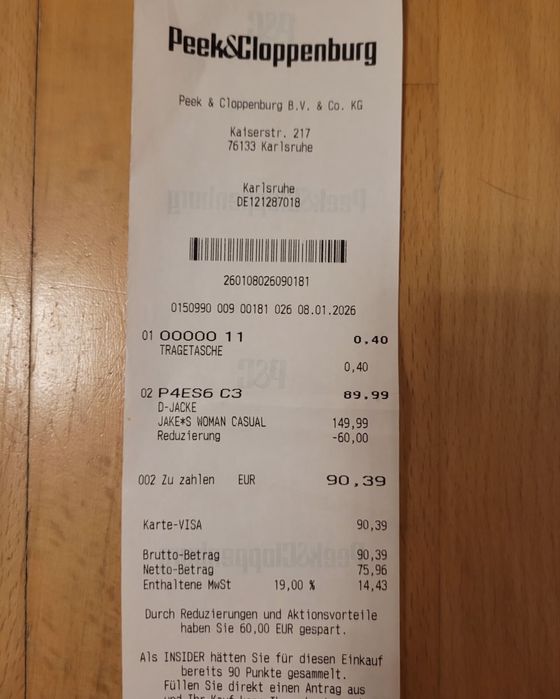 Peek&Cloppenburg
Peek & Cloppenburg B.V. & Co. KG
Kaiserstr. 217
76133 Karlsruhe
Karlsruhe
DE121287018
260108026090181
0150990 009 00181 026 08.01.2026
01 00000 11 0,40
TRAGETASCHE
0,40
02 P4ES6 C3 89,99
D-JACKE
JAKE*S WOMAN CASUAL 149,99
Reduzierung -60,00
002 Zu zahlen EUR 90,39
Karte-VISA 90,39
Brutto-Betrag 90,39
Netto-Betrag 75,96
Enthaltene MwSt 19,00 % 14,43
Durch Reduzierungen und Aktionsvorteile
haben Sie 60,00 EUR gespart.
Als INSIDER hätten Sie für diesen Einkauf
bereits 90 Punkte gesammelt.
Füllen Sie direkt einen Antrag aus